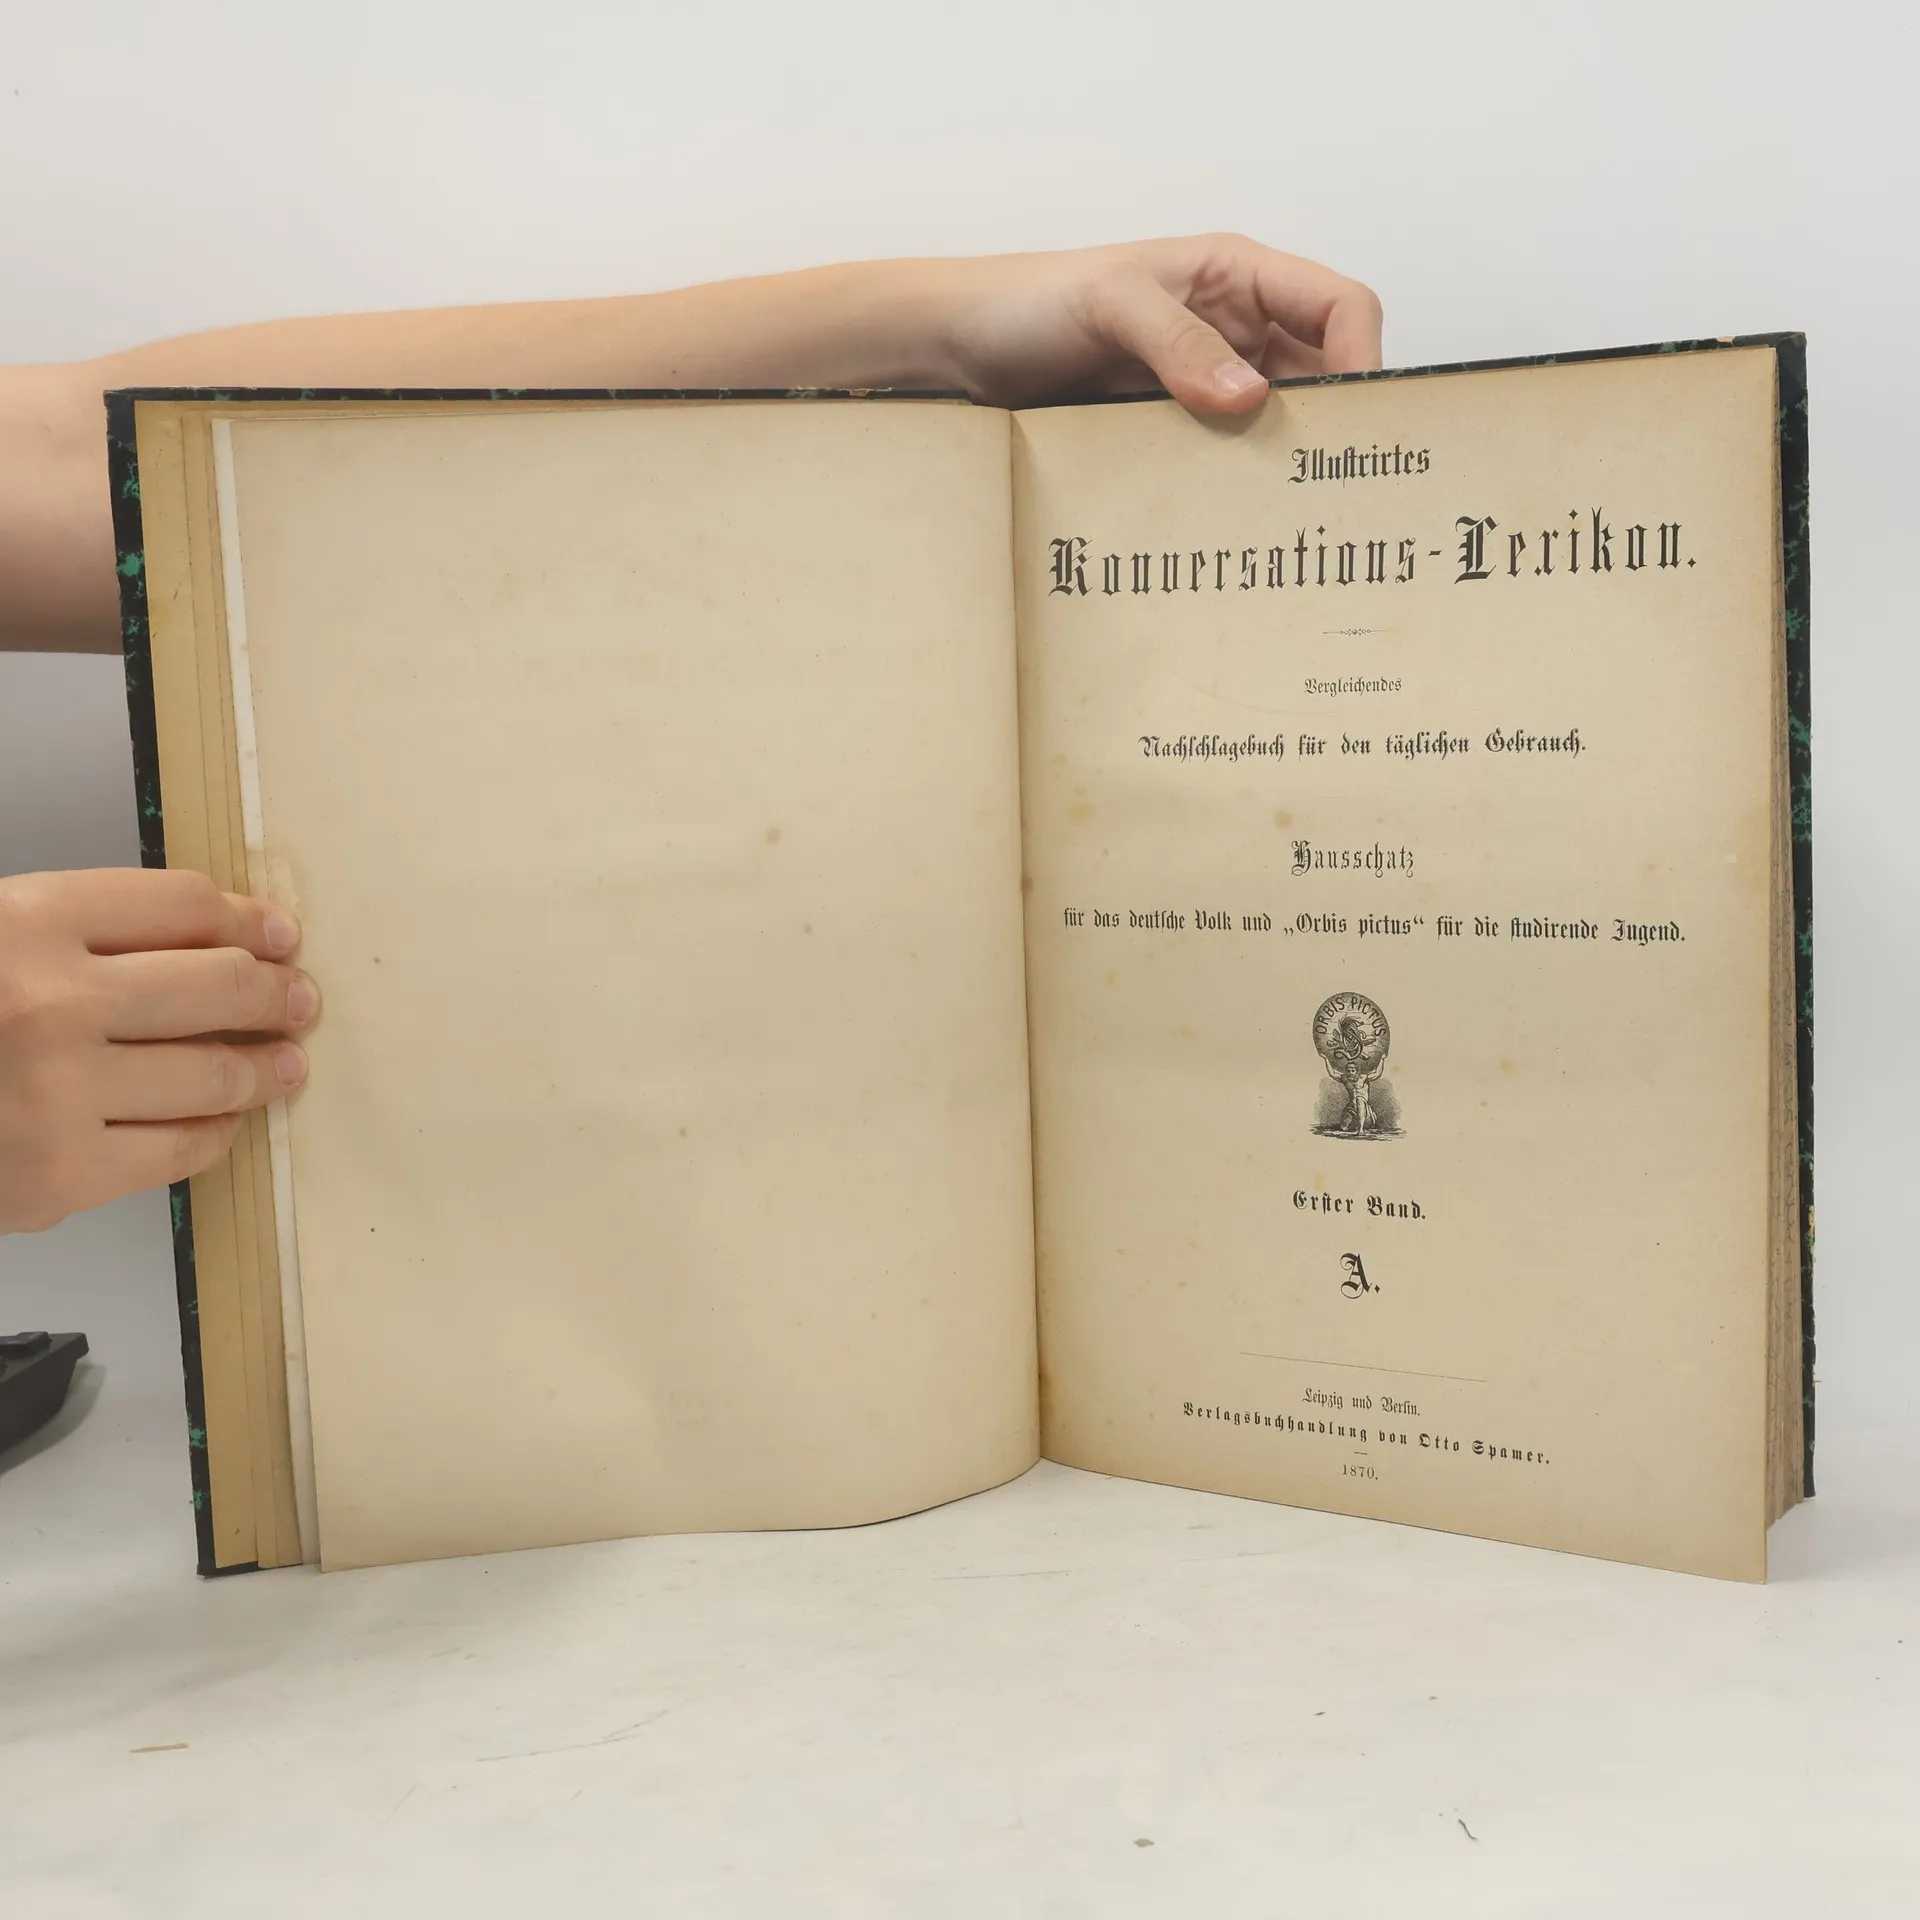 Illustrirtes
Konversations-Lexikon.
Vergleichendes
Nachschlagebuch für den täglichen Gebrauch.
Hausschatz
für das deutsche Volk und „Orbis pictus“ für die studirende Jugend.
ORBIS PICTUS
Erster Band.
A.
Leipzig und Berlin.
Verlagsbuchhandlung von Otto Spamer.
1870.